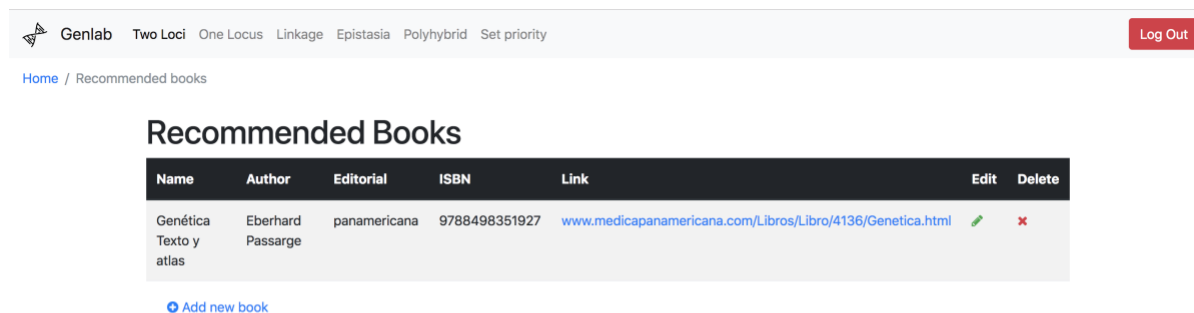 Genlab Two Loci One Locus Linkage Epistasia Polyhybrid Set priority Log Out
Home / Recommended books
Recommended Books
Name Author Editorial ISBN Link Edit Delete
Genética Eberhard panamericana 9788498351927 www.medicapanamericana.com/Libros/Libro/4136/Genetica.html
Texto y Passarge
atlas
Add new book